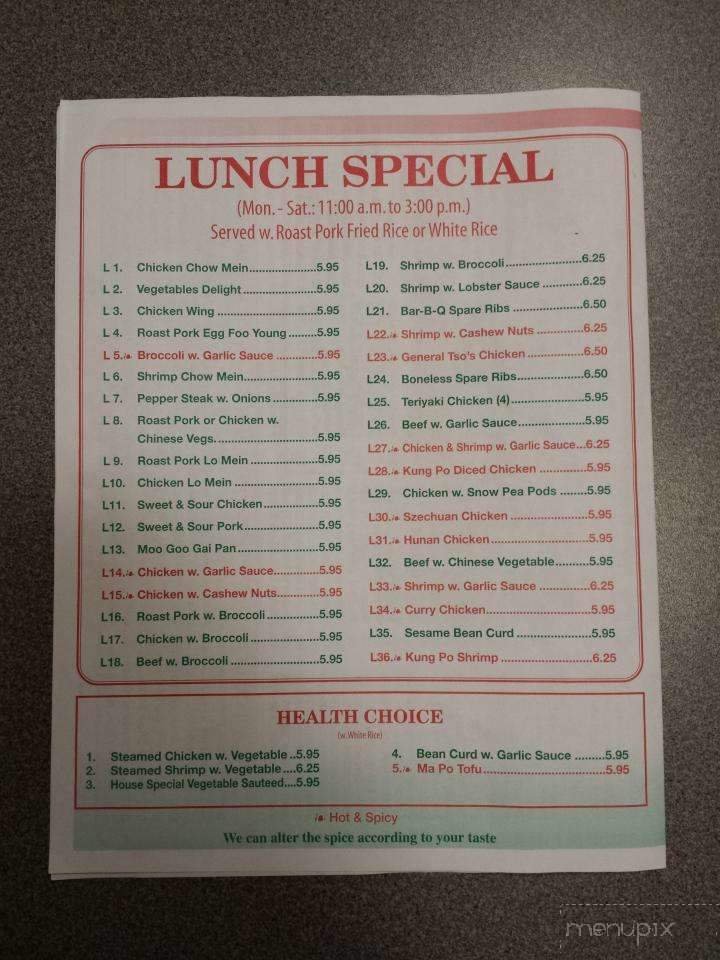 LUNCH SPECIAL
(Mon. - Sat.: 11:00 a.m. to 3:00 p.m.)
Served w. Roast Pork Fried Rice or White Rice
L 1. Chicken Chow Mein.....................5.95
L 2. Vegetables Delight.......................5.95
L 3. Chicken Wing ...............................5.95
L 4. Roast Pork Egg Foo Young .........5.95
L 5. Broccoli w. Garlic Sauce .............5.95
L 6. Shrimp Chow Mein......................5.95
L 7. Pepper Steak w. Onions ..............5.95
L 8. Roast Pork or Chicken w.
Chinese Vegs. ..............................5.95
L 9. Roast Pork Lo Mein .....................5.95
L10. Chicken Lo Mein ..........................5.95
L11. Sweet & Sour Chicken.................5.95
L12. Sweet & Sour Pork.......................5.95
L13. Moo Goo Gai Pan.........................5.95
L14. Chicken w. Garlic Sauce..............5.95
L15. Chicken w. Cashew Nuts.............5.95
L16. Roast Pork w. Broccoli ................5.95
L17. Chicken w. Broccoli .....................5.95
L18. Beef w. Broccoli ...........................5.95
L19. Shrimp w. Broccoli.......................6.25
L20. Shrimp w. Lobster Sauce ............6.25
L21. Bar-B-Q Spare Ribs .....................6.50
L22. Shrimp w. Cashew Nuts .............6.25
L23. General Tso's Chicken ................6.50
L24. Boneless Spare Ribs...................6.50
L25. Teriyaki Chicken (4)......................5.95
L26. Beef w. Garlic Sauce...................5.95
L27. Chicken & Shrimp w. Garlic Sauce...6.25
L28. Kung Po Diced Chicken ..............5.95
L29. Chicken w. Snow Pea Pods ........5.95
L30. Szechuan Chicken .......................5.95
L31. Hunan Chicken .............................5.95
L32. Beef w. Chinese Vegetable..........5.95
L33. Shrimp w. Garlic Sauce ...............6.25
L34. Curry Chicken...............................5.95
L35. Sesame Bean Curd ......................5.95
L36. Kung Po Shrimp ...........................6.25
HEALTH CHOICE
(w. White Rice)
1. Steamed Chicken w. Vegetable ..5.95
2. Steamed Shrimp w. Vegetable ....6.25
3. House Special Vegetable Sauteed....5.95
4. Bean Curd w. Garlic Sauce .........5.95
5. Ma Po Tofu.....................................5.95
Hot & Spicy
We can alter the spice according to your taste
menupix